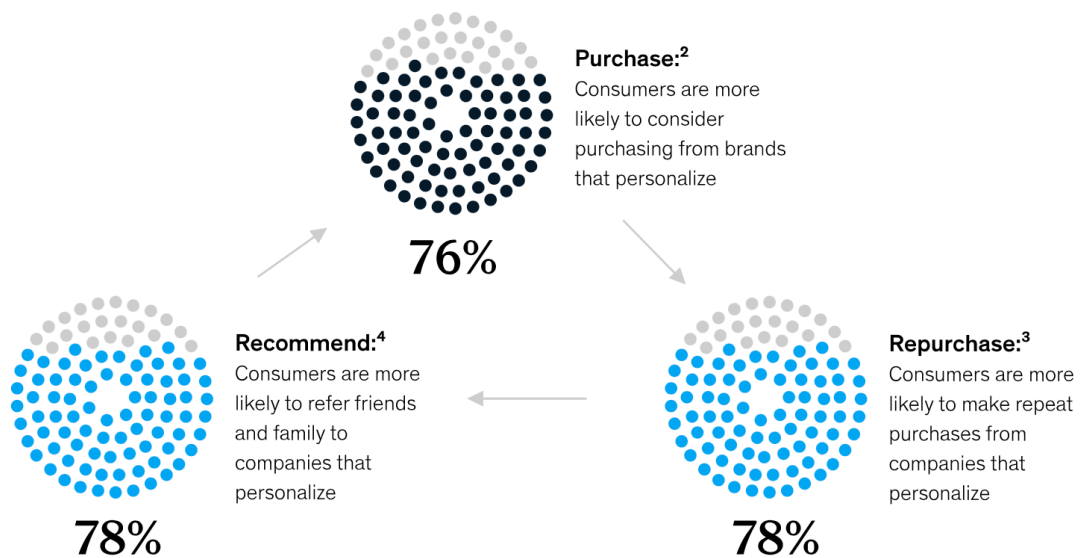 Purchase:²
Consumers are more
likely to consider
purchasing from brands
that personalize
76%
Recommend:⁴
Consumers are more
likely to refer friends
and family to
companies that
personalize
78%
Repurchase:³
Consumers are more
likely to make repeat
purchases from
companies that
personalize
78%